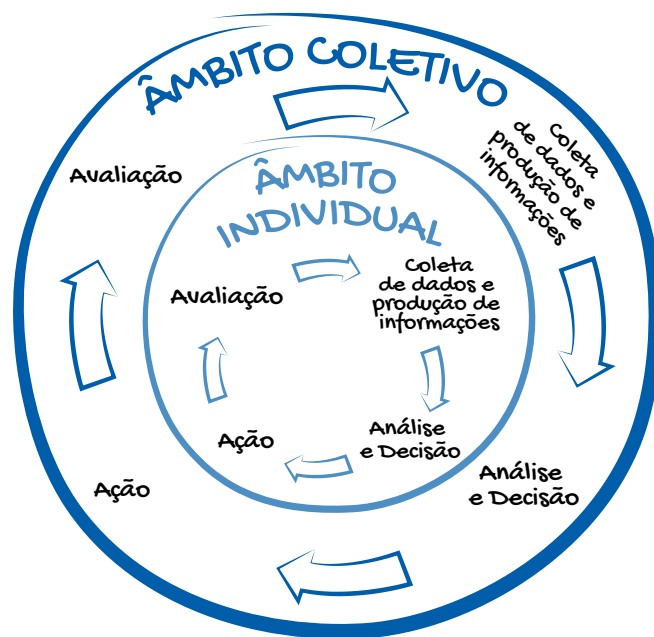 ÂMBITO COLETIVO
Avaliação
Coleta
de dados e
produção de
informações
Análise
e Decisão
Ação
ÂMBITO
INDIVIDUAL
Avaliação
Coleta
de dados e
produção de
informações
Análise
e Decisão
Ação